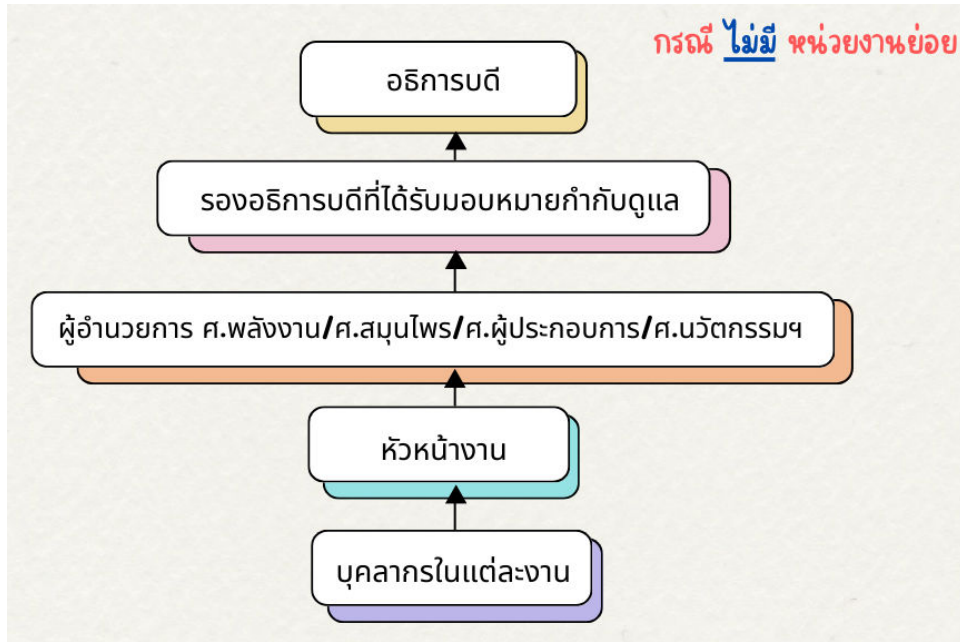 กรณี ไม่มี หน่วยงานย่อย
อธิการบดี
รองอธิการบดีที่ได้รับมอบหมายกำกับดูแล
ผู้อำนวยการ ศ.พลังงาน/ศ.สมุนไพร/ศ.ผู้ประกอบการ/ศ.นวัตกรรมฯ
หัวหน้างาน
บุคลากรในแต่ละงาน